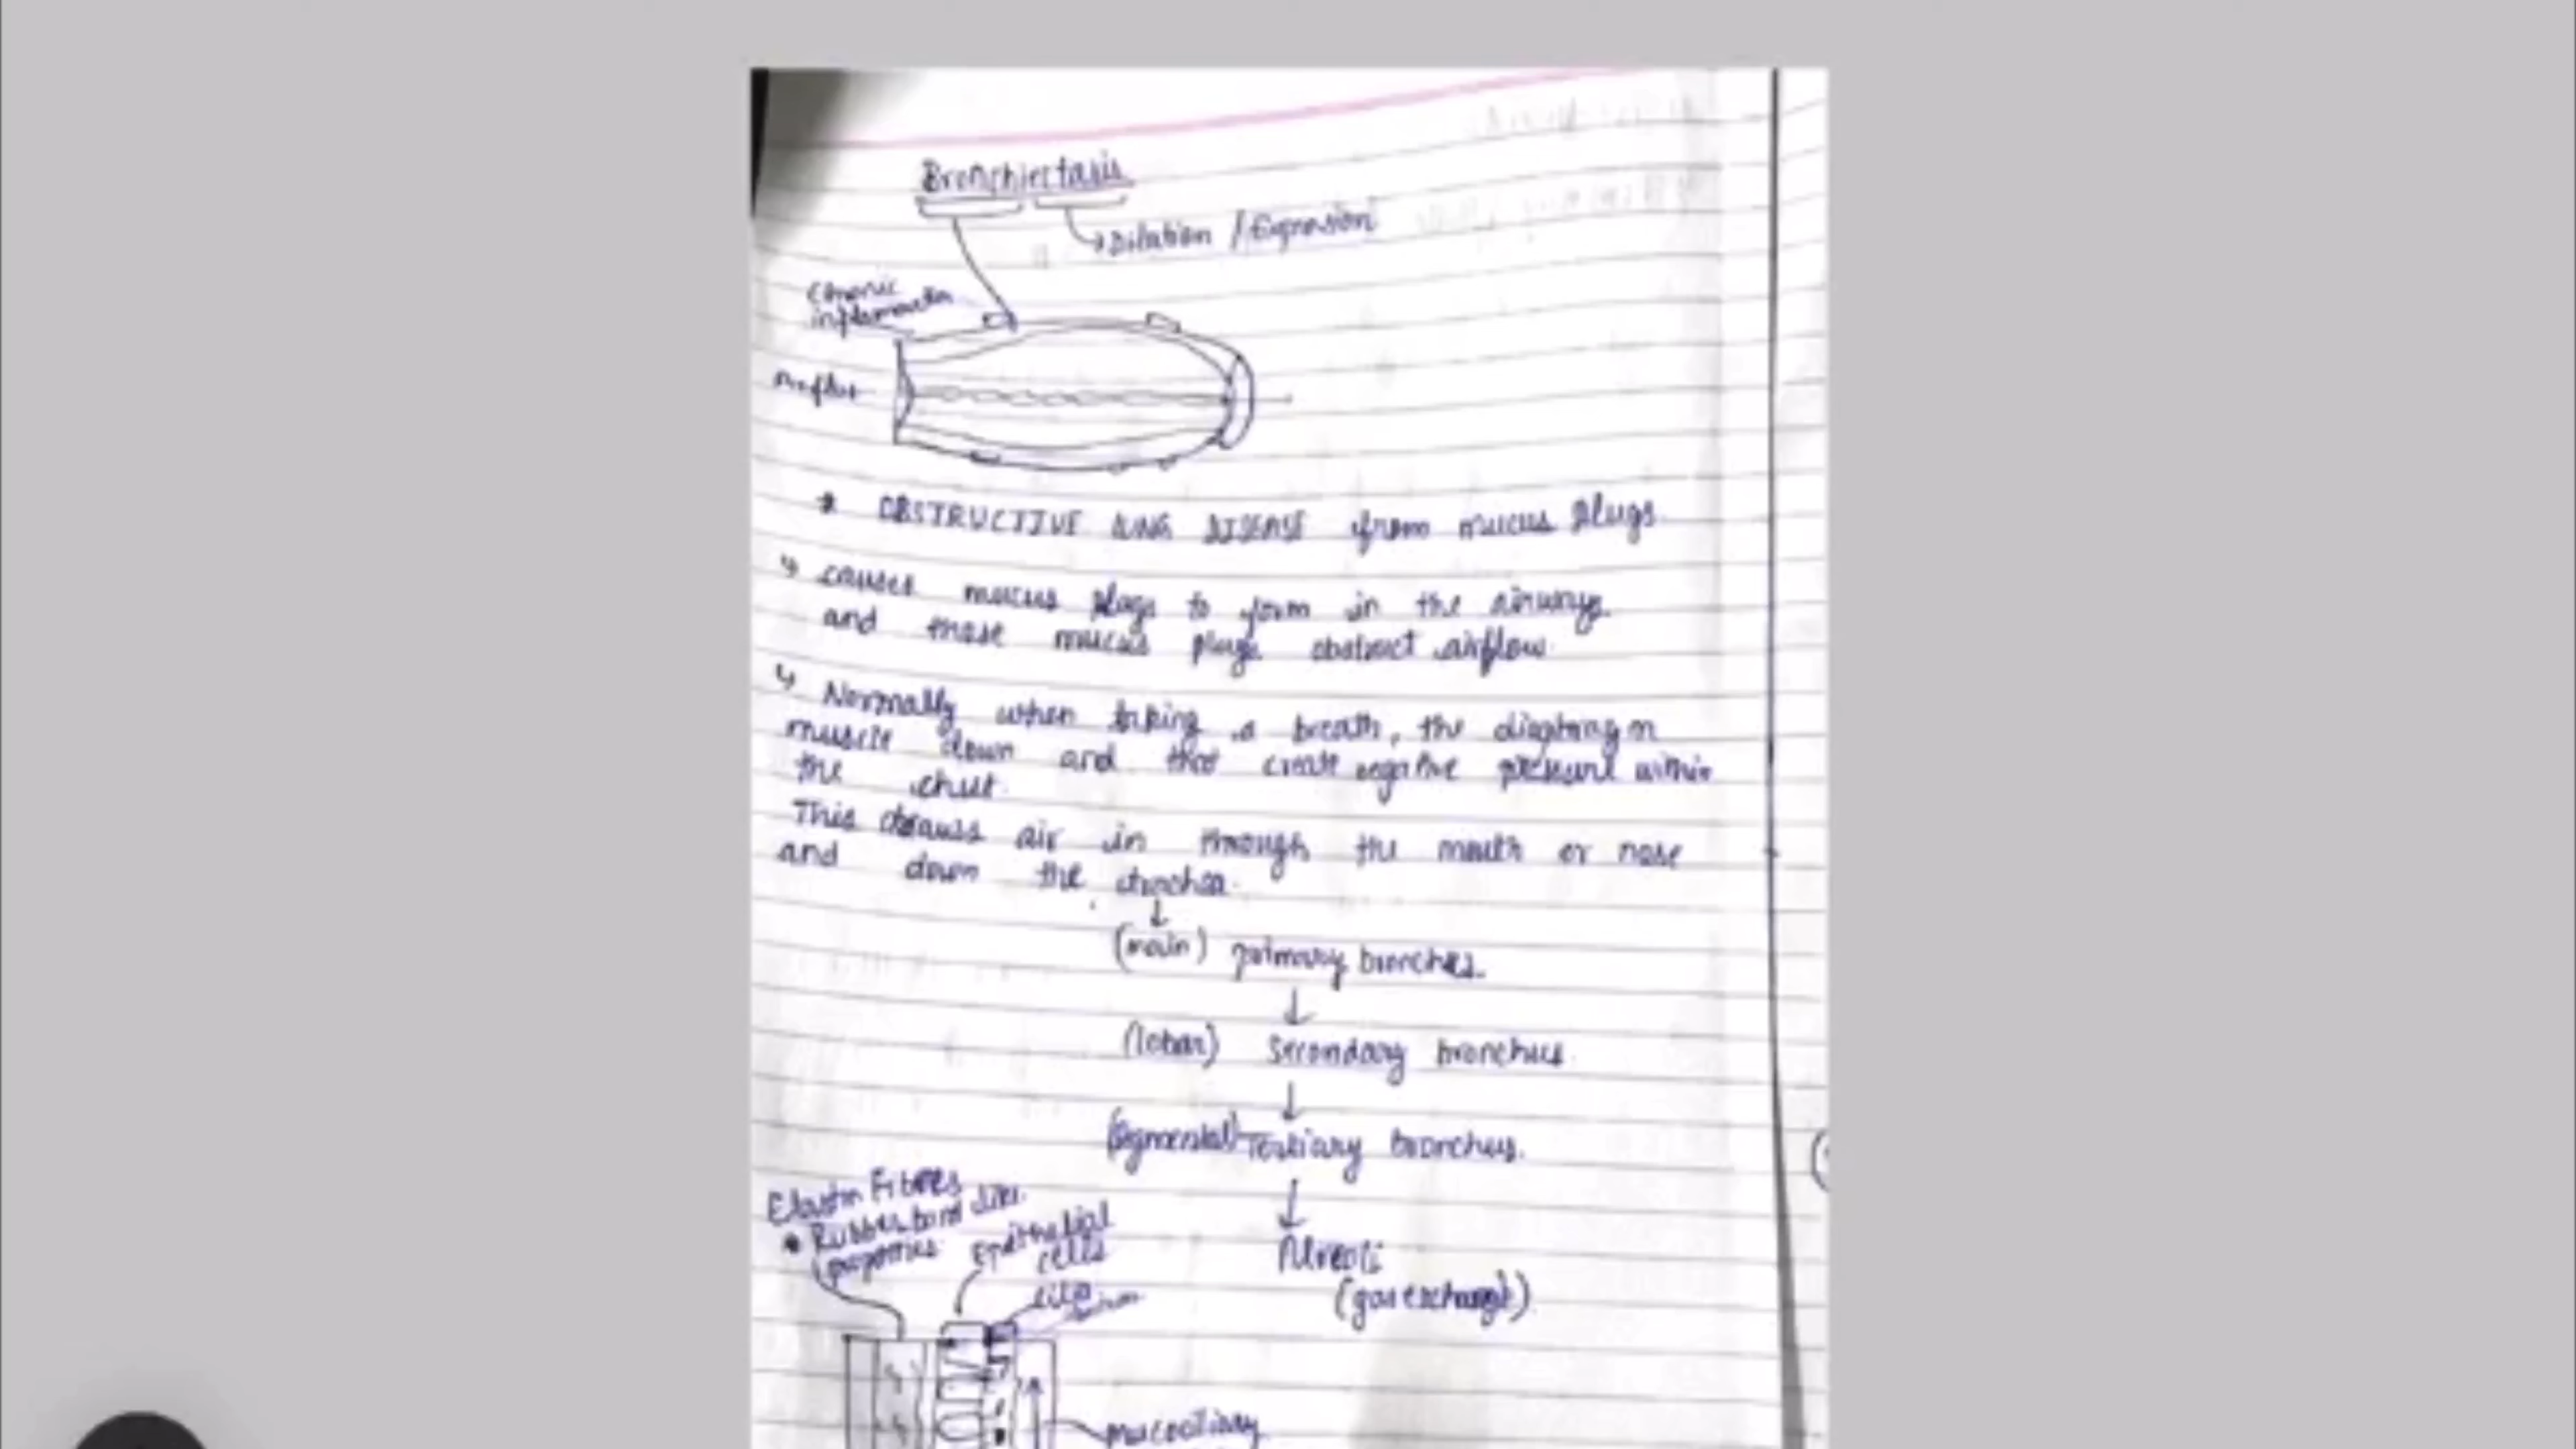 Bronchiectasis
→ Dilation / Expansion
chronic
inflammation
Airflow
* OBSTRUCTIVE LUNG DISEASE from mucus plugs
↳ causes mucus plugs to form in the airways
and those mucus plugs obstruct airflow
↳ Normally when taking a breath, the
muscle down and that create negative pressure within
the chest.
This draws air in through the mouth or nose
and down the trachea.
↓
(main) primary bronches.
↓
(lobar) secondary bronchus
↓
(segmental) Tertiary bronchus.
↓
Alveoli
(gas exchange)
Elastin Fibres
* Rubber band like
properties
Epithelial
cells
cilia
mucociliary